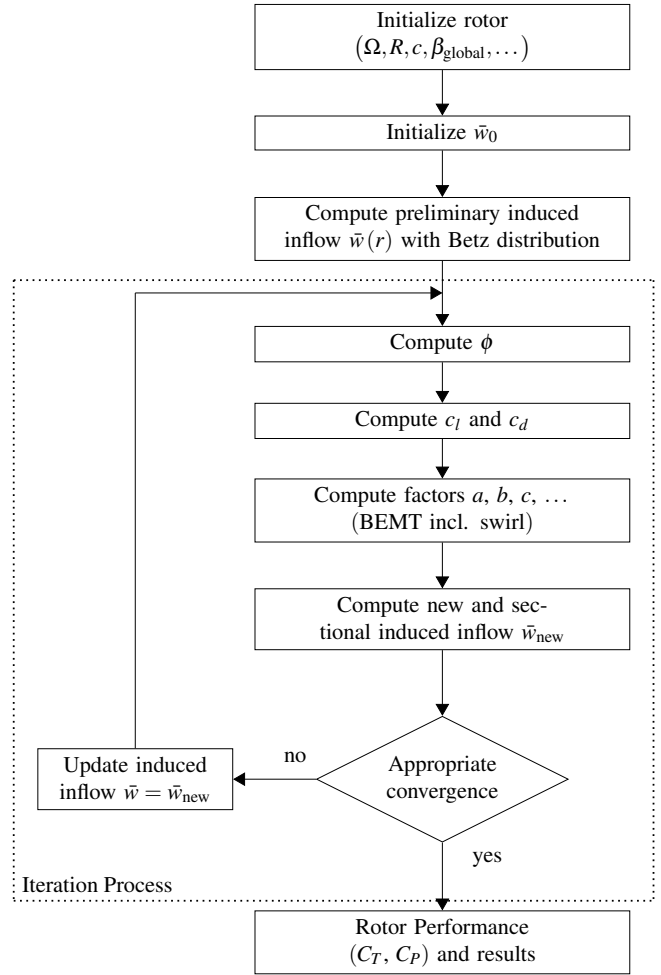 Initialize rotor
(Ω, R, c, β_global, …)
Initialize w̄₀
Compute preliminary induced
inflow w̄(r) with Betz distribution
Compute ϕ
Compute c_l and c_d
Compute factors a, b, c, …
(BEMT incl. swirl)
Compute new and sec-
tional induced inflow w̄_new
Appropriate
convergence
no
Update induced
inflow w̄ = w̄_new
yes
Iteration Process
Rotor Performance
(C_T, C_P) and results